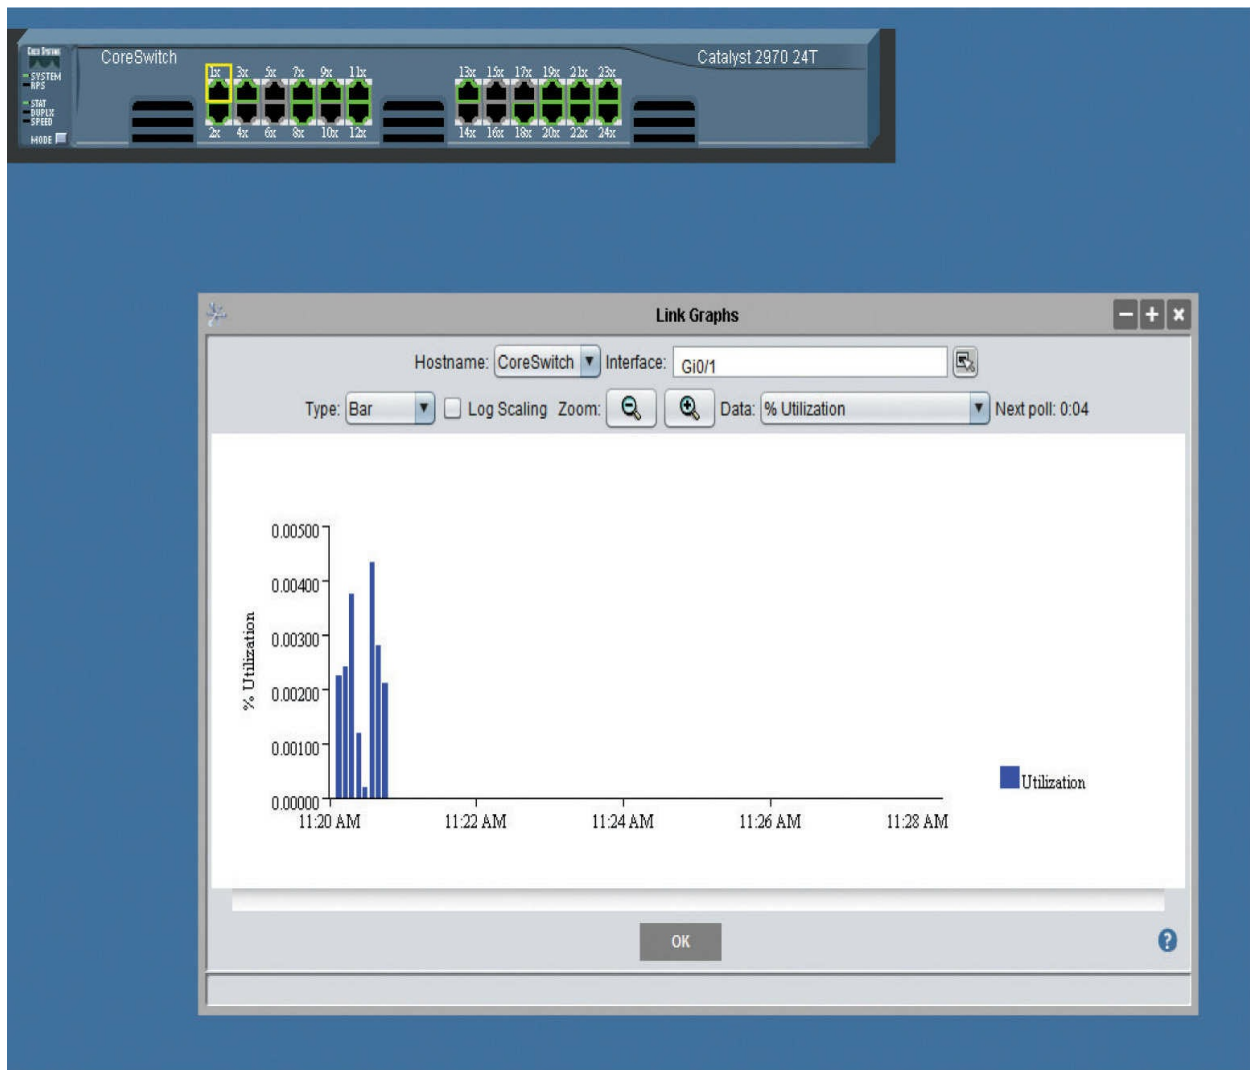 Cisco Systems
CoreSwitch
Catalyst 2970 24T
SYSTEM
RPS
STAT
DUPLX
SPEED
MODE
1x 3x 5x 7x 9x 11x
13x 15x 17x 19x 21x 23x
2x 4x 6x 8x 10x 12x
14x 16x 18x 20x 22x 24x
Link Graphs
Hostname: CoreSwitch Interface: Gi0/1
Type: Bar Log Scaling Zoom: Data: % Utilization Next poll: 0:04
% Utilization
0.00500
0.00400
0.00300
0.00200
0.00100
0.00000
11:20 AM 11:22 AM 11:24 AM 11:26 AM 11:28 AM
Utilization
OK
?